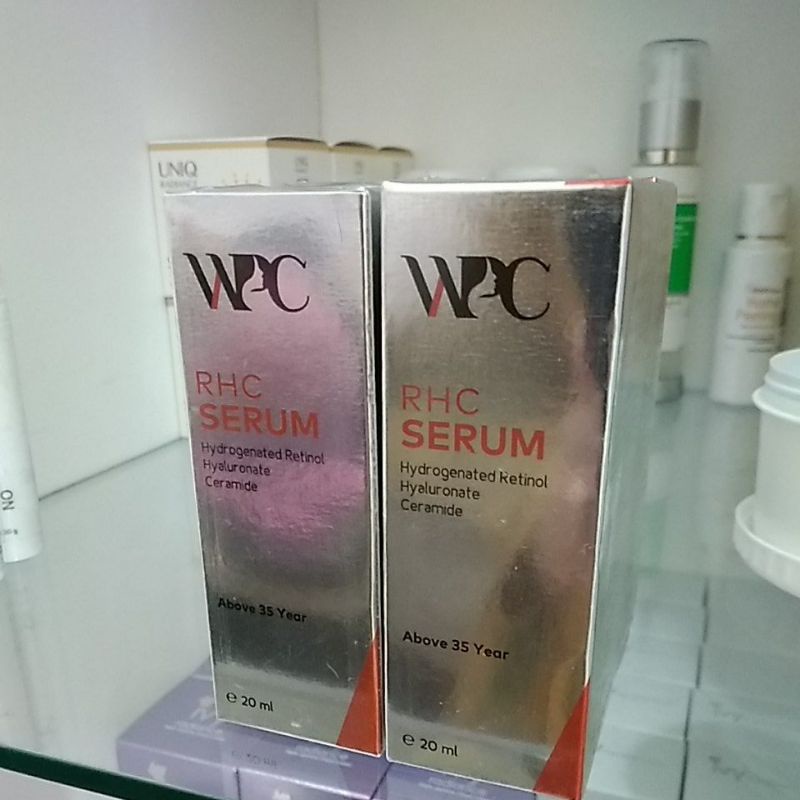 UNIQ
WPC
RHC
SERUM
Hydrogenated Retinol
Hyaluronate
Ceramide
Above 35 Year
℮ 20 ml
WPC
RHC
SERUM
Hydrogenated Retinol
Hyaluronate
Ceramide
Above 35 Year
℮ 20 ml
ON